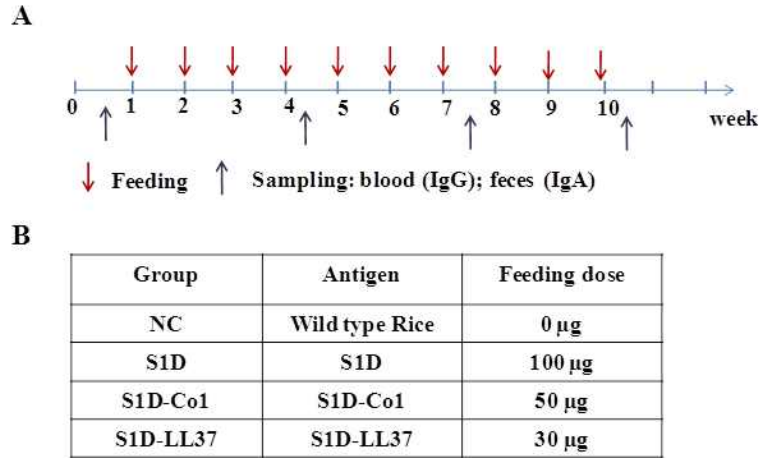 A
0 1 2 3 4 5 6 7 8 9 10
week
Feeding Sampling: blood (IgG); feces (IgA)
B
Group Antigen Feeding dose
NC Wild type Rice 0 µg
S1D S1D 100 µg
S1D-Co1 S1D-Co1 50 µg
S1D-LL37 S1D-LL37 30 µg